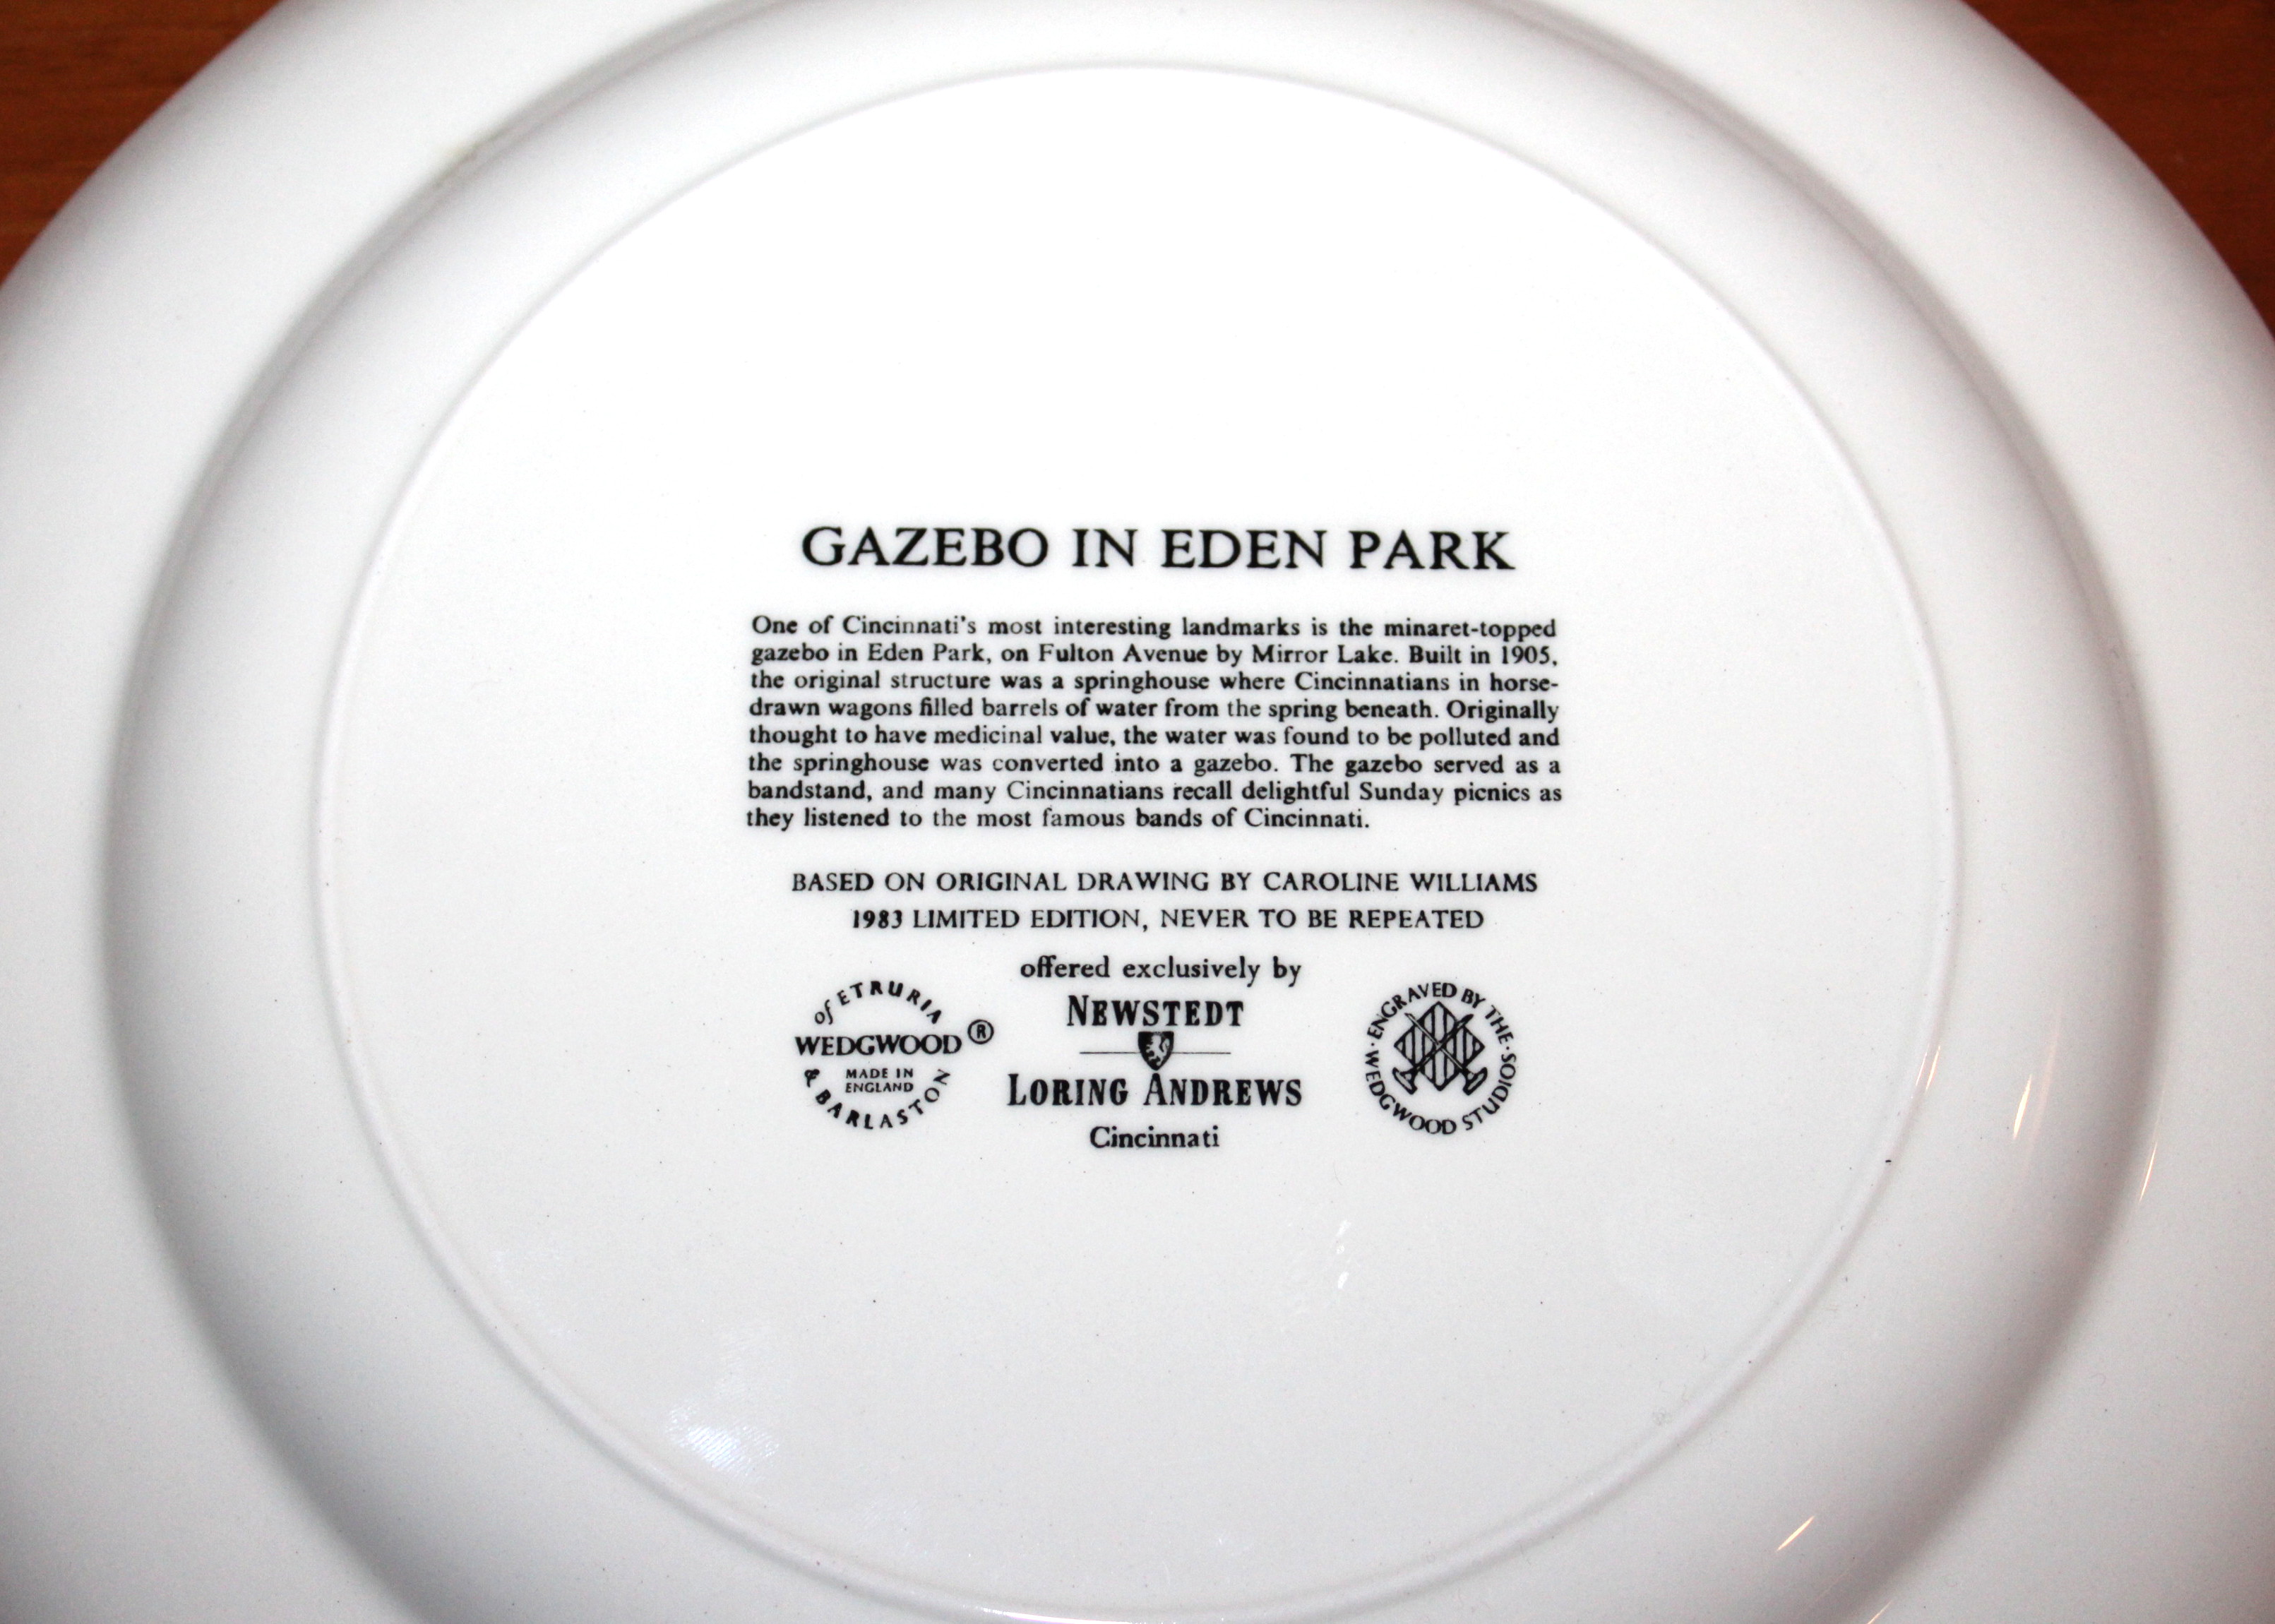 GAZEBO IN EDEN PARK
One of Cincinnati's most interesting landmarks is the minaret-topped
gazebo in Eden Park, on Fulton Avenue by Mirror Lake. Built in 1905,
the original structure was a springhouse where Cincinnatians in horse-
drawn wagons filled barrels of water from the spring beneath. Originally
thought to have medicinal value, the water was found to be polluted and
the springhouse was converted into a gazebo. The gazebo served as a
bandstand, and many Cincinnatians recall delightful Sunday picnics as
they listened to the most famous bands of Cincinnati.
BASED ON ORIGINAL DRAWING BY CAROLINE WILLIAMS
1983 LIMITED EDITION, NEVER TO BE REPEATED
offered exclusively by
NEWSTEDT
LORING ANDREWS
Cincinnati
of ETRURIA
WEDGWOOD ®
MADE IN
ENGLAND
& BARLASTON
ENGRAVED BY THE
·WEDGWOOD STUDIOS·